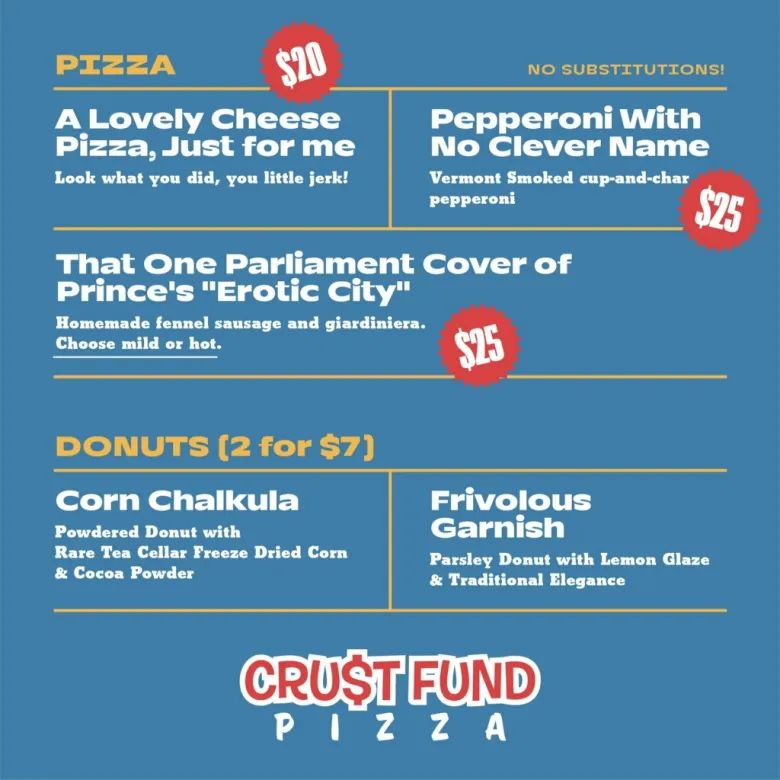 PIZZA
$20
NO SUBSTITUTIONS!
A Lovely Cheese
Pizza, Just for me
Look what you did, you little jerk!
Pepperoni With
No Clever Name
Vermont Smoked cup-and-char
pepperoni
$25
That One Parliament Cover of
Prince's "Erotic City"
Homemade fennel sausage and giardiniera.
Choose mild or hot.
$25
DONUTS (2 for $7)
Corn Chalkula
Powdered Donut with
Rare Tea Cellar Freeze Dried Corn
& Cocoa Powder
Frivolous
Garnish
Parsley Donut with Lemon Glaze
& Traditional Elegance
CRU$T FUND
PIZZA